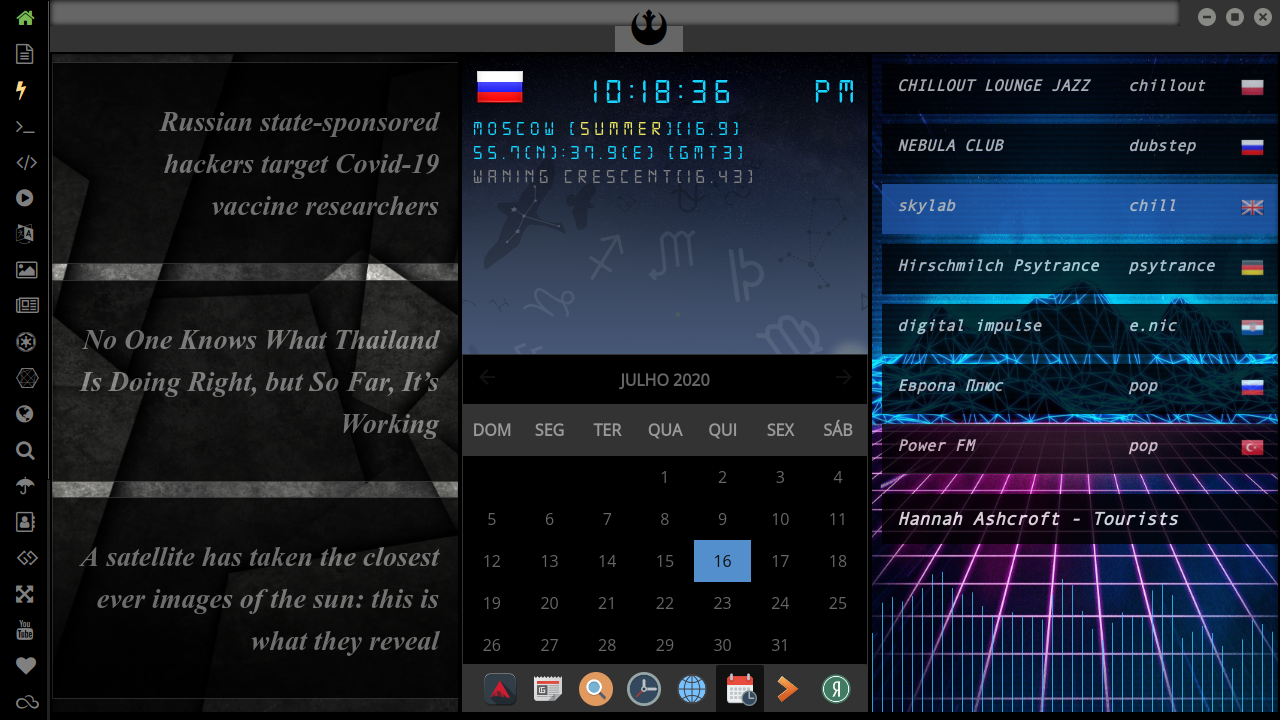 Russian state-sponsored
hackers target Covid-19
vaccine researchers
No One Knows What Thailand
Is Doing Right, but So Far, It’s
Working
A satellite has taken the closest
ever images of the sun: this is
what they reveal
10:18:36 PM
MOSCOW (SUMMER)(16.9)
55.7(N):37.9(E) (GMT3)
WANING CRESCENT(16.43)
JULHO 2020
DOM SEG TER QUA QUI SEX SÁB
1 2 3 4
5 6 7 8 9 10 11
12 13 14 15 16 17 18
19 20 21 22 23 24 25
26 27 28 29 30 31
CHILLOUT LOUNGE JAZZ chillout
NEBULA CLUB dubstep
skylab chill
Hirschmilch Psytrance psytrance
digital impulse e.nic
Европа Плюс pop
Power FM pop
Hannah Ashcroft - Tourists